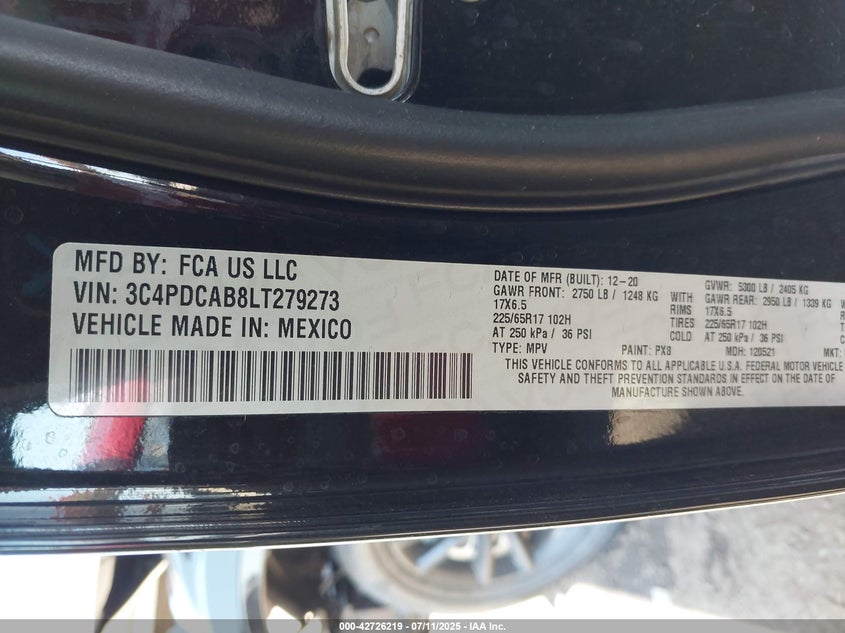 MFD BY: FCA US LLC
VIN: 3C4PDCAB8LT279273
VEHICLE MADE IN: MEXICO
DATE OF MFR (BUILT): 12-20
GAWR FRONT: 2750 LB / 1248 KG
17X6.5
225/65R17 102H
AT 250 kPa / 36 PSI
WITH
RIMS
TIRES
COLD
GVWR: 5300 LB / 2405 KG
GAWR REAR: 2950 LB / 1339 KG
17X6.5
225/65R17 102H
AT 250 kPa / 36 PSI
TYPE: MPV PAINT: PX8 MDH: 120521 MKT:
THIS VEHICLE CONFORMS TO ALL APPLICABLE U.S.A. FEDERAL MOTOR VEHICLE
SAFETY AND THEFT PREVENTION STANDARDS IN EFFECT ON THE DATE OF
MANUFACTURE SHOWN ABOVE.
000-42726219 - 07/11/2025 - IAA Inc.